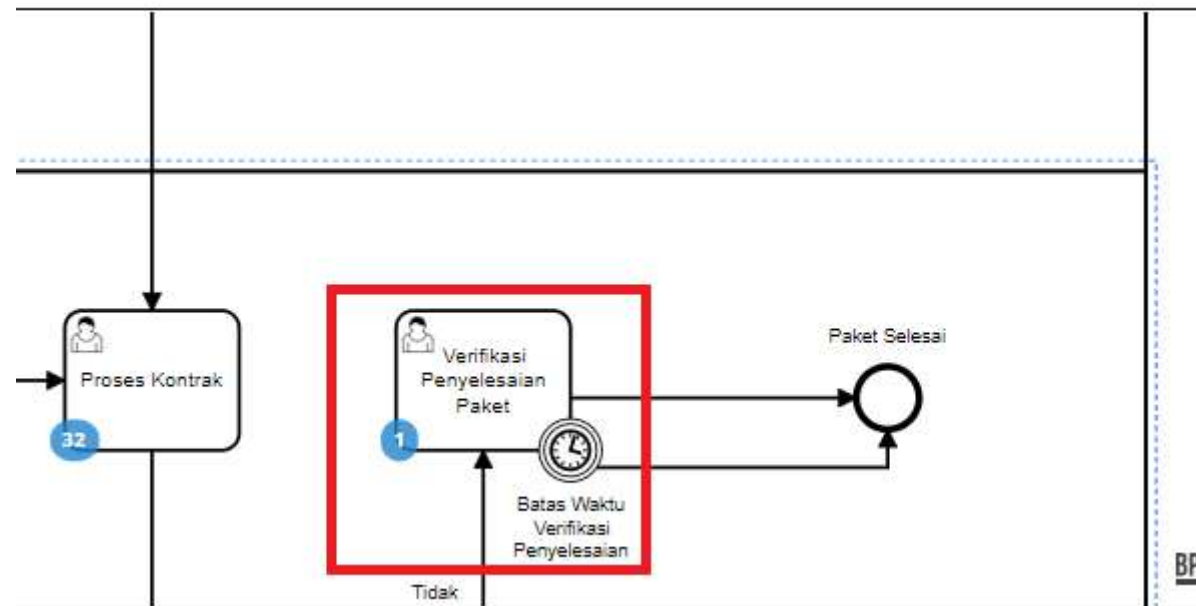 Paket Selesai
Verifikasi
Penyelesaian
Paket
Proses Kontrak
32
1
Batas Waktu
Verifikasi
Penyelesaian
Tidak